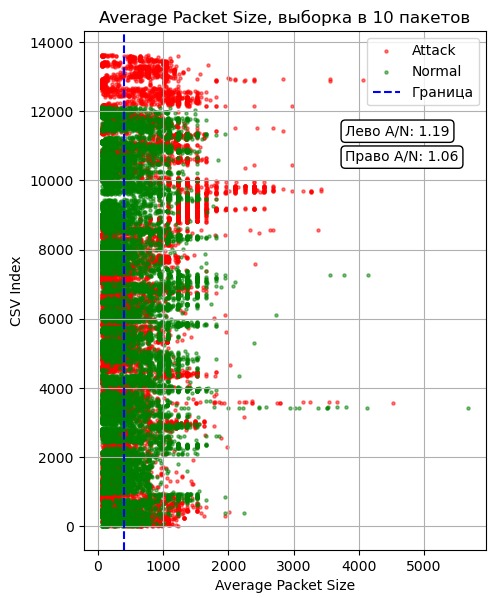 Average Packet Size, выборка в 10 пакетов
Attack
Normal
Граница
Лево A/N: 1.19
Право A/N: 1.06
14000
12000
10000
8000
6000
4000
2000
0
CSV Index
0 1000 2000 3000 4000 5000
Average Packet Size